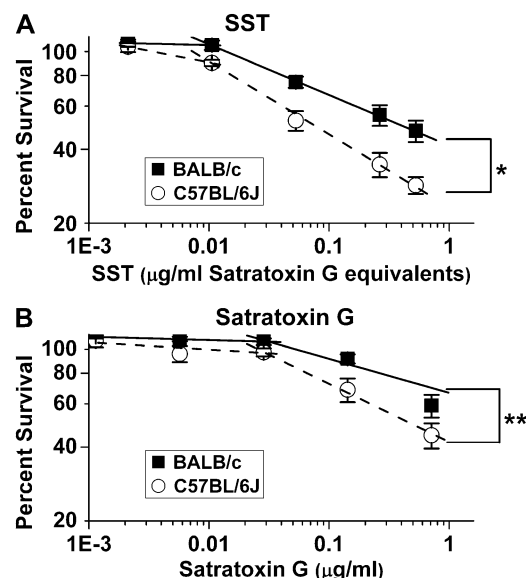 A
SST
Percent Survival
100
80
60
40
20
BALB/c
C57BL/6J
*
1E-3
0.01
0.1
1
SST (μg/ml Satratoxin G equivalents)
B
Satratoxin G
Percent Survival
100
80
60
40
20
BALB/c
C57BL/6J
**
1E-3
0.01
0.1
1
Satratoxin G (μg/ml)